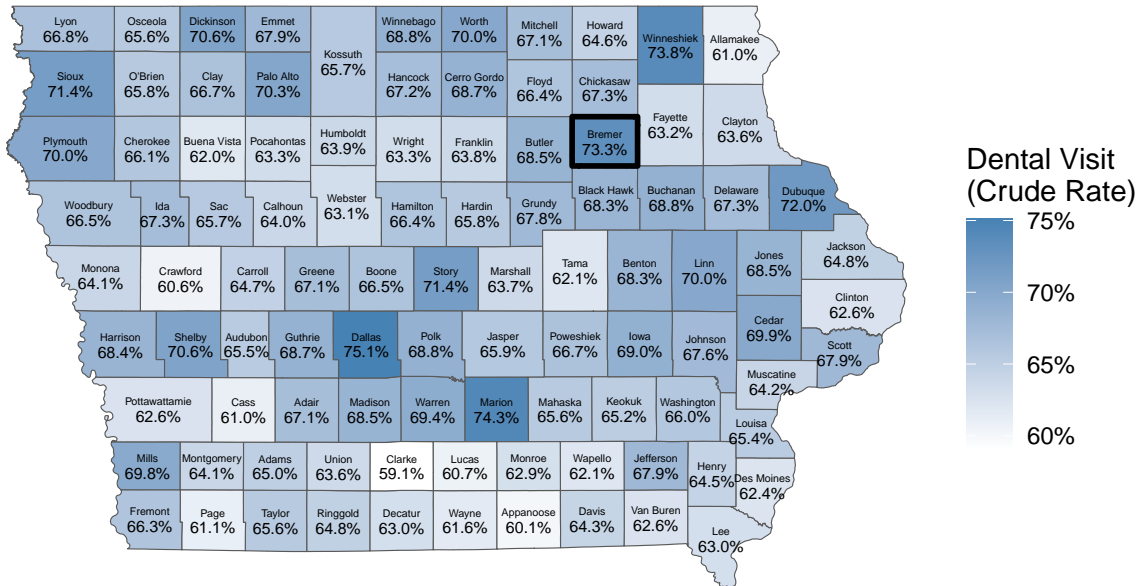 Lyon
66.8%
Osceola
65.6%
Dickinson
70.6%
Emmet
67.9%
Kossuth
65.7%
Winnebago
68.8%
Worth
70.0%
Mitchell
67.1%
Howard
64.6%
Winneshiek
73.8%
Allamakee
61.0%
Sioux
71.4%
O'Brien
65.8%
Clay
66.7%
Palo Alto
70.3%
Hancock
67.2%
Cerro Gordo
68.7%
Floyd
66.4%
Chickasaw
67.3%
Plymouth
70.0%
Cherokee
66.1%
Buena Vista
62.0%
Pocahontas
63.3%
Humboldt
63.9%
Wright
63.3%
Franklin
63.8%
Butler
68.5%
Bremer
73.3%
Fayette
63.2%
Clayton
63.6%
Woodbury
66.5%
Ida
67.3%
Sac
65.7%
Calhoun
64.0%
Webster
63.1%
Hamilton
66.4%
Hardin
65.8%
Grundy
67.8%
Black Hawk
68.3%
Buchanan
68.8%
Delaware
67.3%
Dubuque
72.0%
Monona
64.1%
Crawford
60.6%
Carroll
64.7%
Greene
67.1%
Boone
66.5%
Story
71.4%
Marshall
63.7%
Tama
62.1%
Benton
68.3%
Linn
70.0%
Jones
68.5%
Jackson
64.8%
Clinton
62.6%
Harrison
68.4%
Shelby
70.6%
Audubon
65.5%
Guthrie
68.7%
Dallas
75.1%
Polk
68.8%
Jasper
65.9%
Poweshiek
66.7%
Iowa
69.0%
Johnson
67.6%
Cedar
69.9%
Scott
67.9%
Muscatine
64.2%
Pottawattamie
62.6%
Cass
61.0%
Adair
67.1%
Madison
68.5%
Warren
69.4%
Marion
74.3%
Mahaska
65.6%
Keokuk
65.2%
Washington
66.0%
Louisa
65.4%
Mills
69.8%
Montgomery
64.1%
Adams
65.0%
Union
63.6%
Clarke
59.1%
Lucas
60.7%
Monroe
62.9%
Wapello
62.1%
Jefferson
67.9%
Henry
64.5%
Des Moines
62.4%
Fremont
66.3%
Page
61.1%
Taylor
65.6%
Ringgold
64.8%
Decatur
63.0%
Wayne
61.6%
Appanoose
60.1%
Davis
64.3%
Van Buren
62.6%
Lee
63.0%
Dental Visit
(Crude Rate)
75%
70%
65%
60%